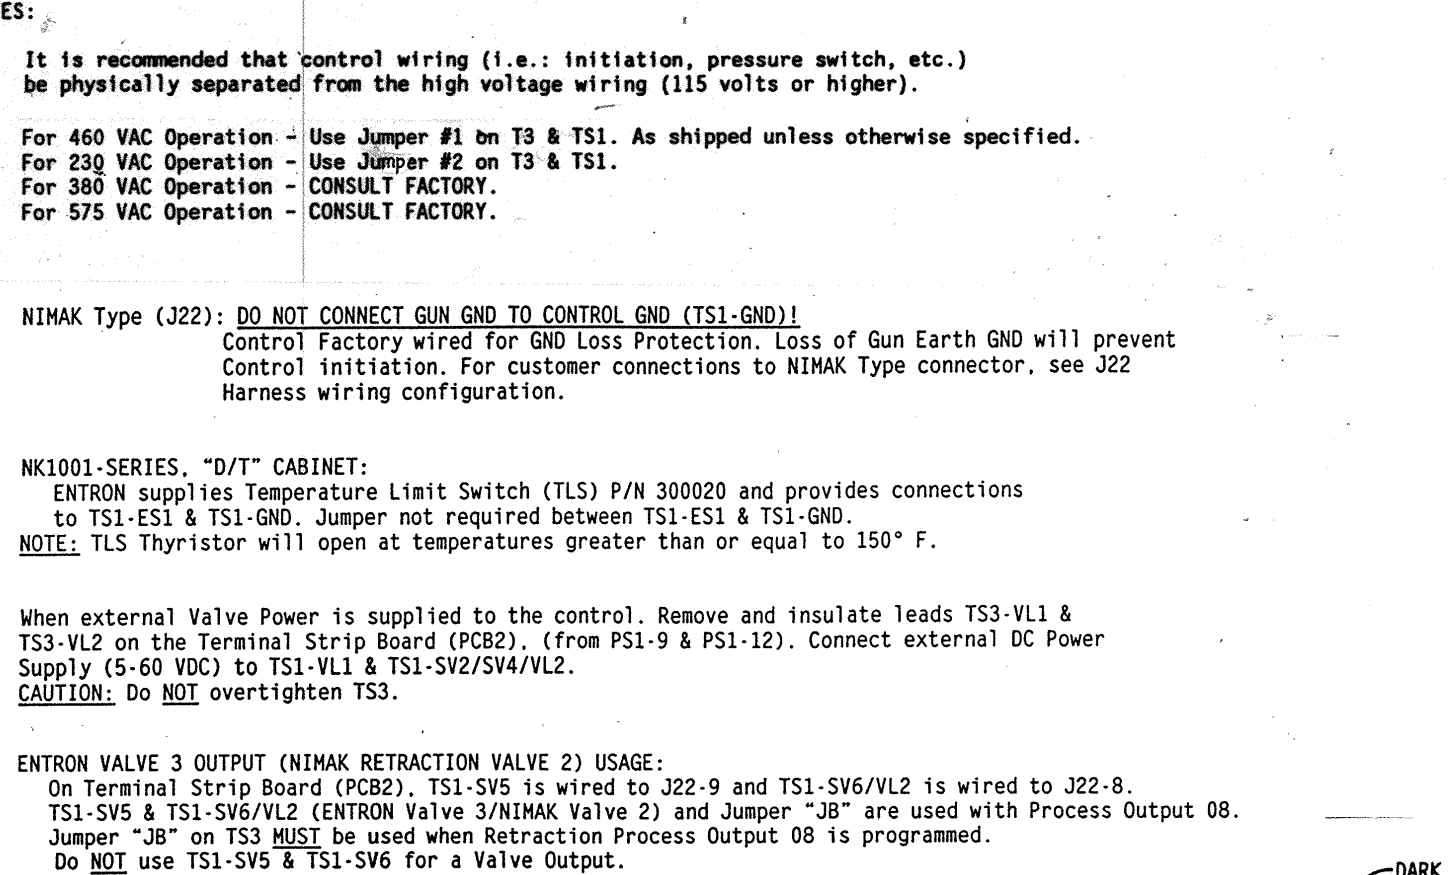 ES:
It is recommended that control wiring (i.e.: initiation, pressure switch, etc.)
be physically separated from the high voltage wiring (115 volts or higher).
For 460 VAC Operation - Use Jumper #1 on T3 & TS1. As shipped unless otherwise specified.
For 230 VAC Operation - Use Jumper #2 on T3 & TS1.
For 380 VAC Operation - CONSULT FACTORY.
For 575 VAC Operation - CONSULT FACTORY.
NIMAK Type (J22): DO NOT CONNECT GUN GND TO CONTROL GND (TS1-GND)!
Control Factory wired for GND Loss Protection. Loss of Gun Earth GND will prevent
Control initiation. For customer connections to NIMAK Type connector, see J22
Harness wiring configuration.
NK1001-SERIES, “D/T” CABINET:
ENTRON supplies Temperature Limit Switch (TLS) P/N 300020 and provides connections
to TS1-ES1 & TS1-GND. Jumper not required between TS1-ES1 & TS1-GND.
NOTE: TLS Thyristor will open at temperatures greater than or equal to 150° F.
When external Valve Power is supplied to the control. Remove and insulate leads TS3-VL1 &
TS3-VL2 on the Terminal Strip Board (PCB2), (from PS1-9 & PS1-12). Connect external DC Power
Supply (5-60 VDC) to TS1-VL1 & TS1-SV2/SV4/VL2.
CAUTION: Do NOT overtighten TS3.
ENTRON VALVE 3 OUTPUT (NIMAK RETRACTION VALVE 2) USAGE:
On Terminal Strip Board (PCB2), TS1-SV5 is wired to J22-9 and TS1-SV6/VL2 is wired to J22-8.
TS1-SV5 & TS1-SV6/VL2 (ENTRON Valve 3/NIMAK Valve 2) and Jumper “JB” are used with Process Output 08.
Jumper “JB” on TS3 MUST be used when Retraction Process Output 08 is programmed.
Do NOT use TS1-SV5 & TS1-SV6 for a Valve Output.
DARK